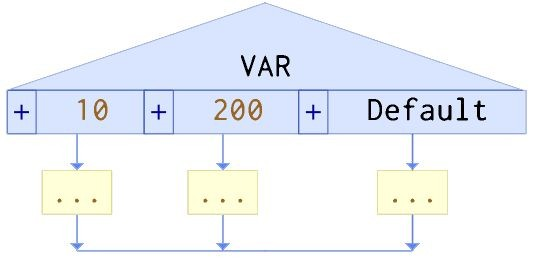 VAR
+ 10 + 200 + Default
... ... ...